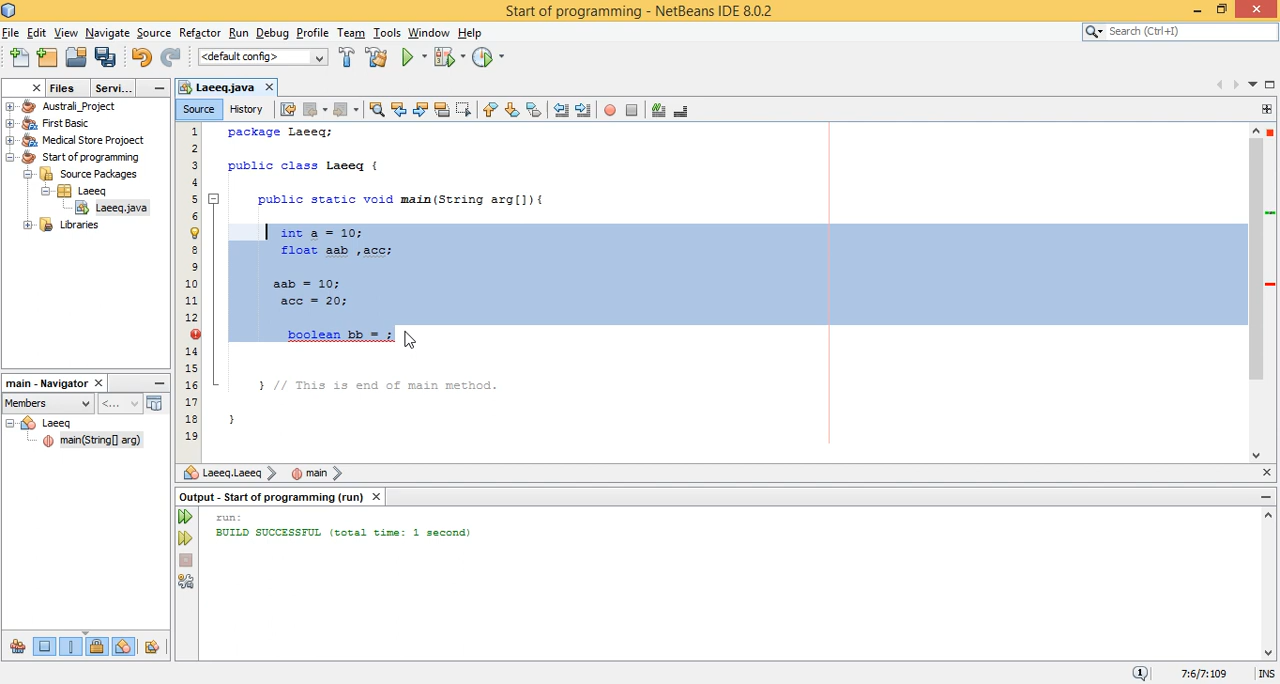 Start of programming - NetBeans IDE 8.0.2
File Edit View Navigate Source Refactor Run Debug Profile Team Tools Window Help
Search (Ctrl+I)
<default config>
Files Servi...
Laeeq.java
Source History
Australi_Project
First Basic
Medical Store Projoect
Start of programming
Source Packages
Laeeq
Laeeq.java
Libraries
1 package Laeeq;
2
3 public class Laeeq {
4
5 public static void main(String arg[]){
6
int a = 10;
8 float aab ,acc;
9
10 aab = 10;
11 acc = 20;
12
boolean bb = ;
14
15
16 } // This is end of main method.
17
18 }
19
main - Navigator
Members <...
Laeeq
main(String[] arg)
Laeeq.Laeeq main
Output - Start of programming (run)
run:
BUILD SUCCESSFUL (total time: 1 second)
1 7:6/7:109 INS